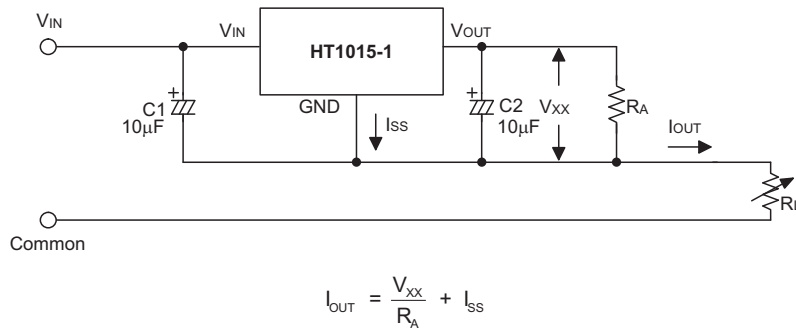 VIN
VIN
HT1015-1
VOUT
GND
ISS
C1
10μF
C2
10μF
VXX
RA
IOUT
Common
IOUT = VXX / RA + ISS